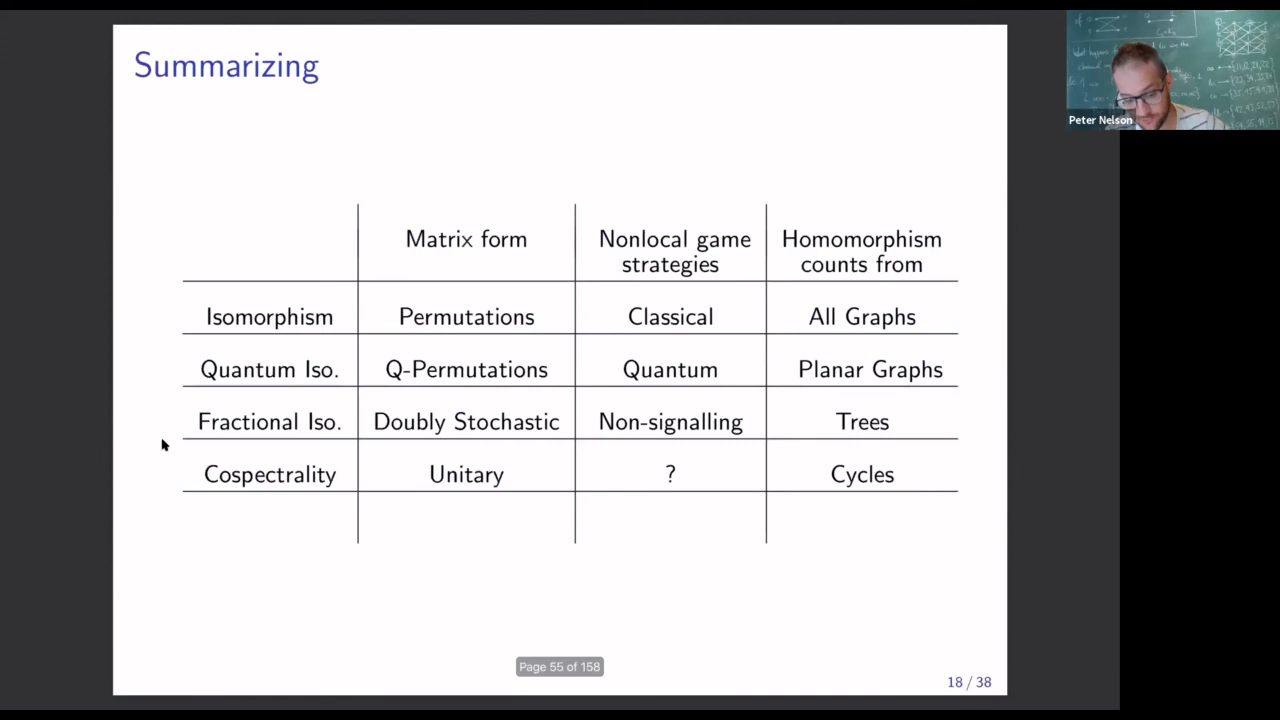 Summarizing
Peter Nelson
Matrix form
Nonlocal game
strategies
Homomorphism
counts from
Isomorphism Permutations Classical All Graphs
Quantum Iso. Q-Permutations Quantum Planar Graphs
Fractional Iso. Doubly Stochastic Non-signalling Trees
Cospectrality Unitary ? Cycles
Page 55 of 158
18 / 38